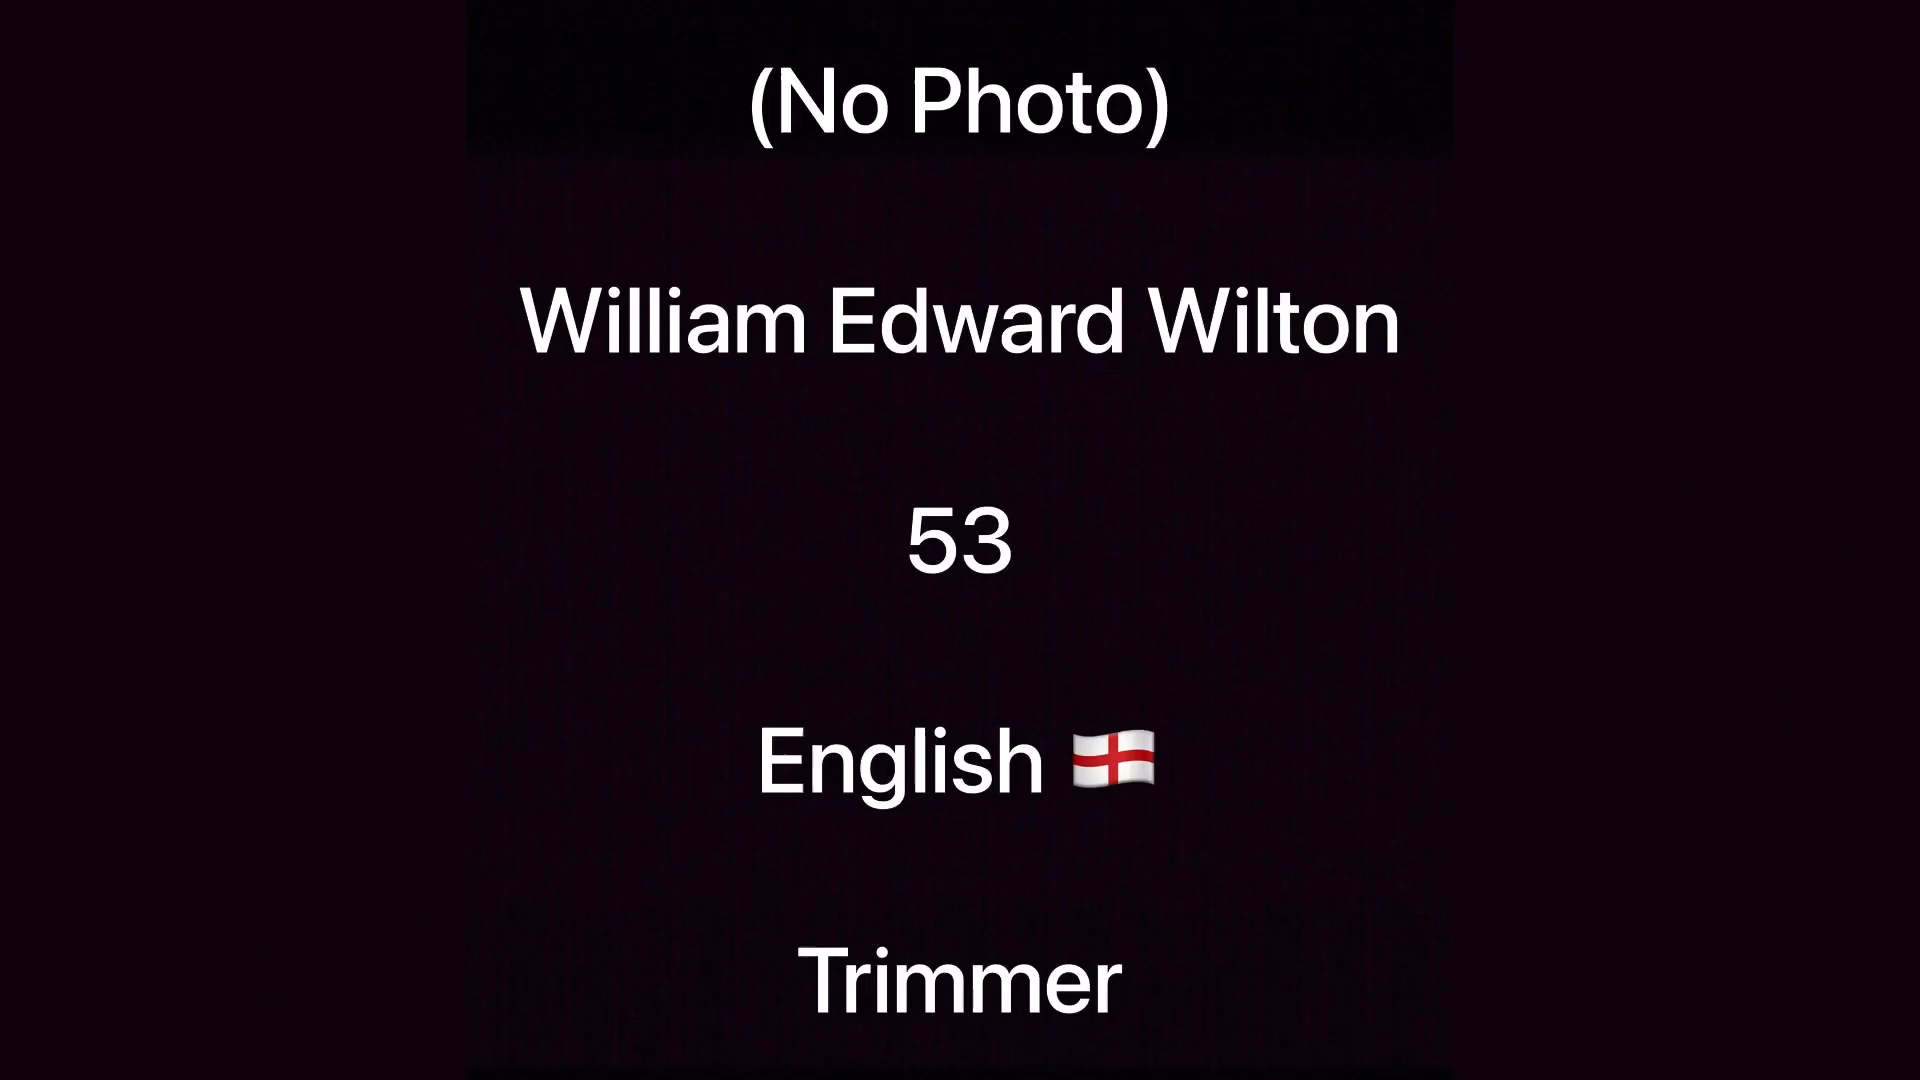 (No Photo)
William Edward Wilton
53
English 🏴󠁧󠁢󠁥󠁮󠁧󠁿
Trimmer